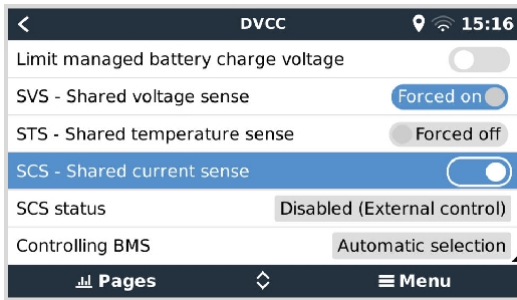 DVCC 15:16
Limit managed battery charge voltage
SVS - Shared voltage sense Forced on
STS - Shared temperature sense Forced off
SCS - Shared current sense
SCS status Disabled (External control)
Controlling BMS Automatic selection
Pages Menu